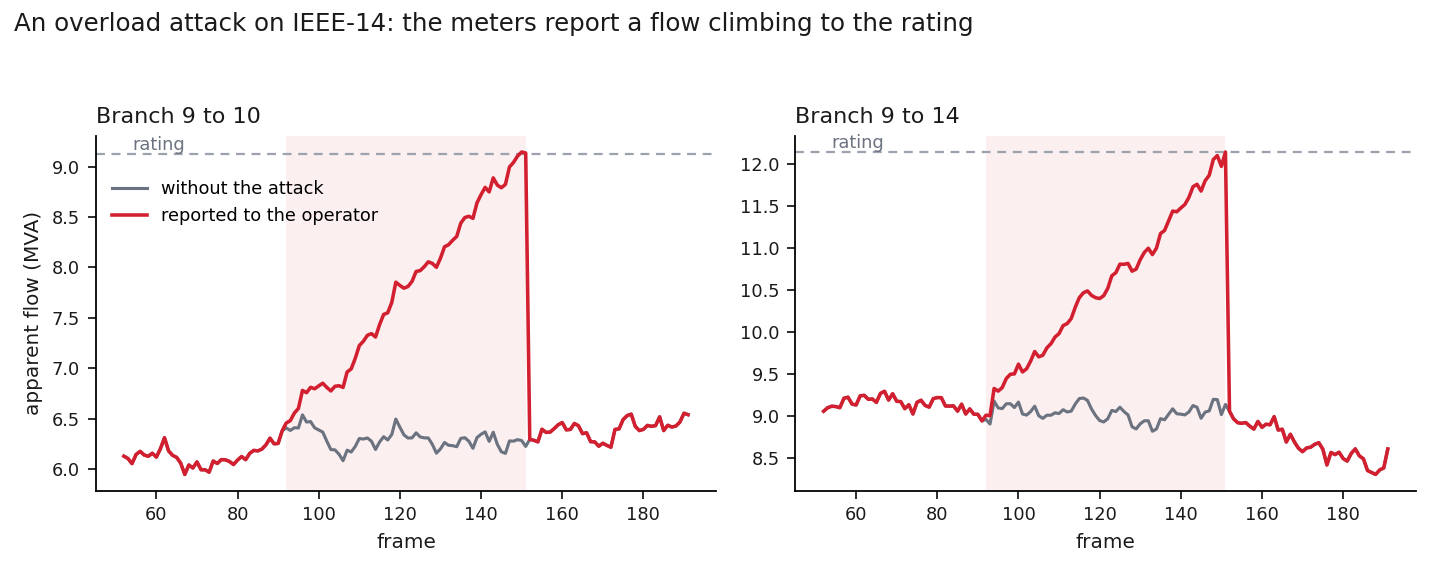 An overload attack on IEEE-14: the meters report a flow climbing to the rating
Branch 9 to 10
rating
without the attack
reported to the operator
apparent flow (MVA)
9.0
8.5
8.0
7.5
7.0
6.5
6.0
60 80 100 120 140 160 180
frame
Branch 9 to 14
rating
12.0
11.5
11.0
10.5
10.0
9.5
9.0
8.5
60 80 100 120 140 160 180
frame